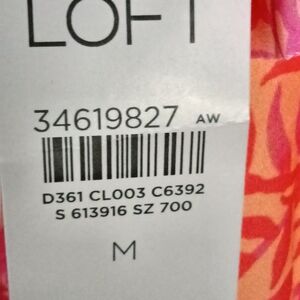 LOFT
34619827 AW
D361 CL003 C6392
S 613916 SZ 700
M